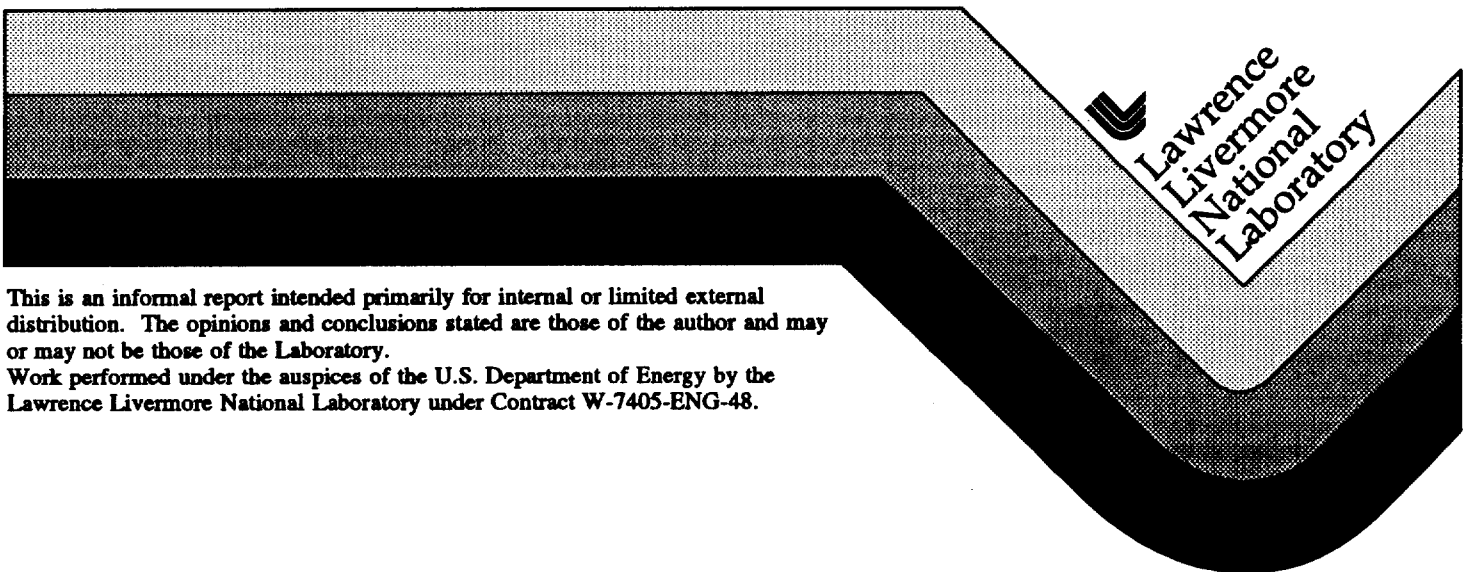 Lawrence
Livermore
National
Laboratory
This is an informal report intended primarily for internal or limited external
distribution. The opinions and conclusions stated are those of the author and may
or may not be those of the Laboratory.
Work performed under the auspices of the U.S. Department of Energy by the
Lawrence Livermore National Laboratory under Contract W-7405-ENG-48.